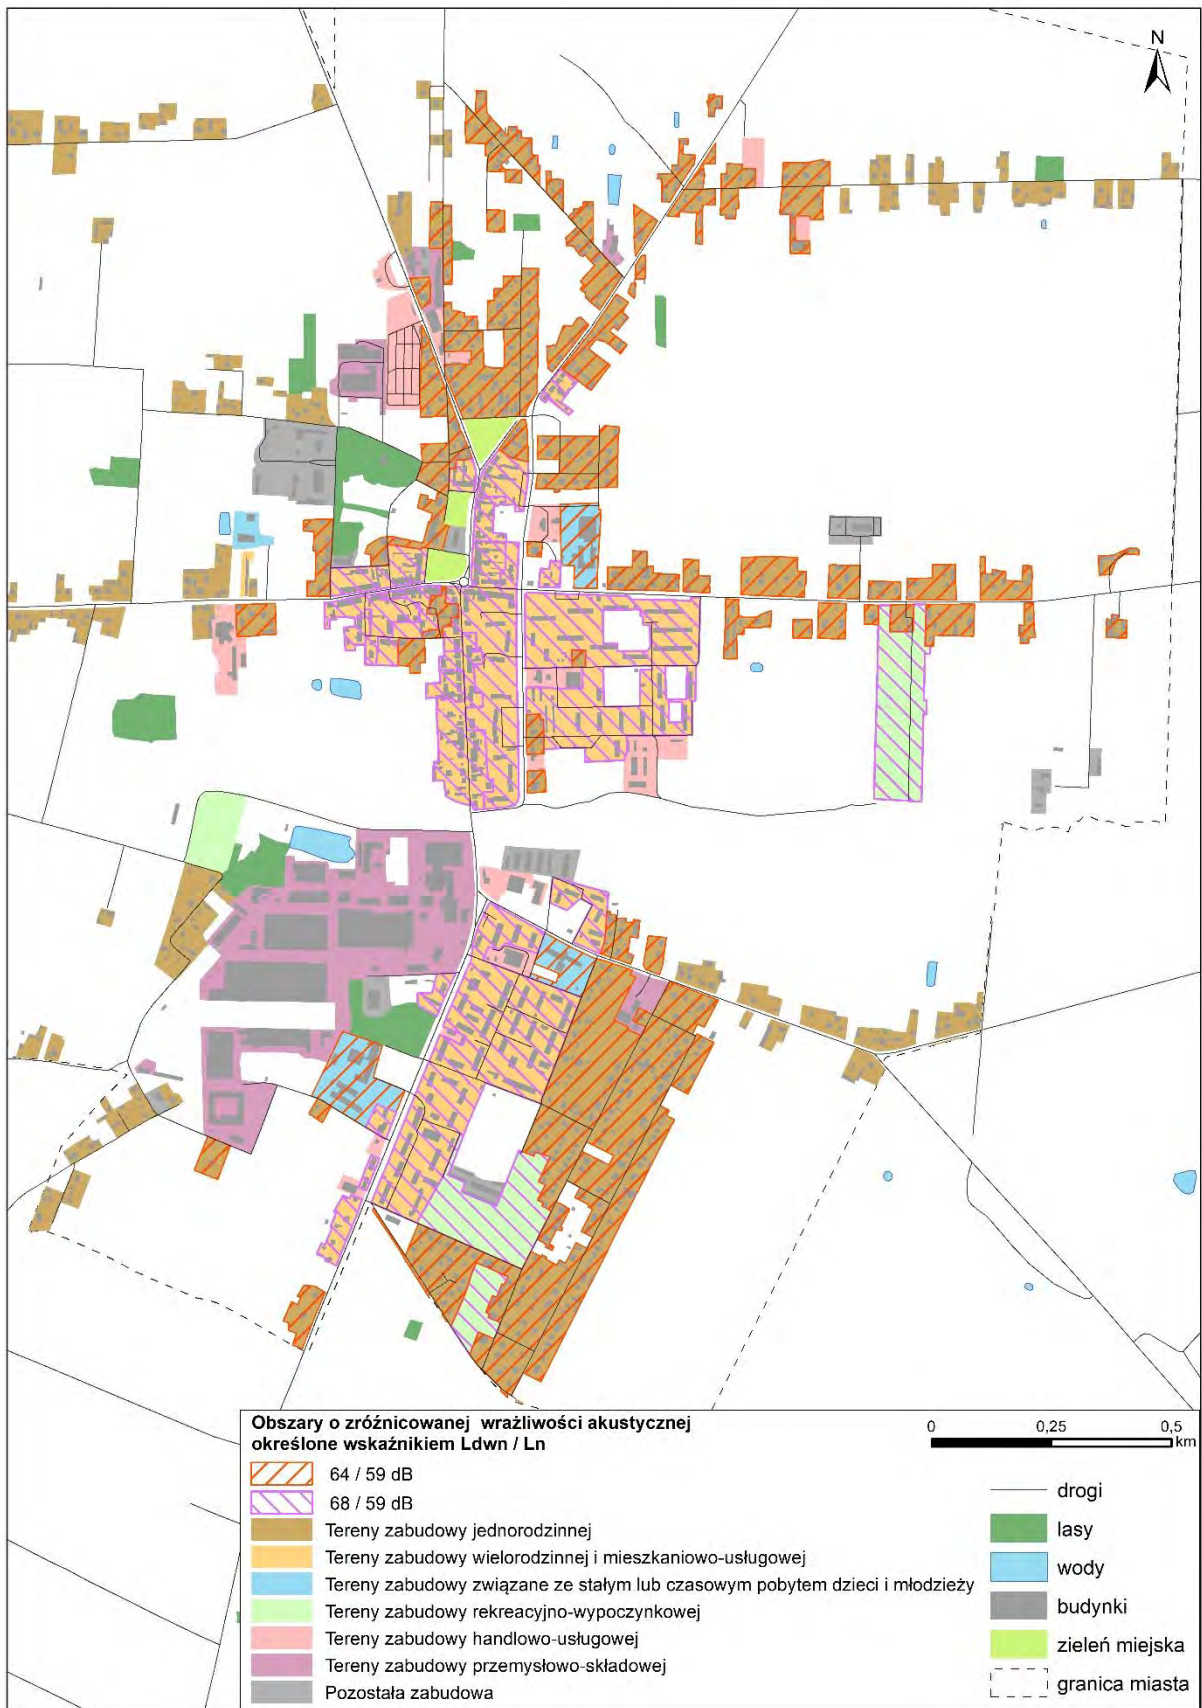 N
Obszary o zróżnicowanej wrażliwości akustycznej
określone wskaźnikiem Ldwn / Ln
64 / 59 dB
68 / 59 dB
Tereny zabudowy jednorodzinnej
Tereny zabudowy wielorodzinnej i mieszkaniowo-usługowej
Tereny zabudowy związane ze stałym lub czasowym pobytem dzieci i młodzieży
Tereny zabudowy rekreacyjno-wypoczynkowej
Tereny zabudowy handlowo-usługowej
Tereny zabudowy przemysłowo-składowej
Pozostała zabudowa
0 0,25 0,5
km
drogi
lasy
wody
budynki
zieleń miejska
granica miasta